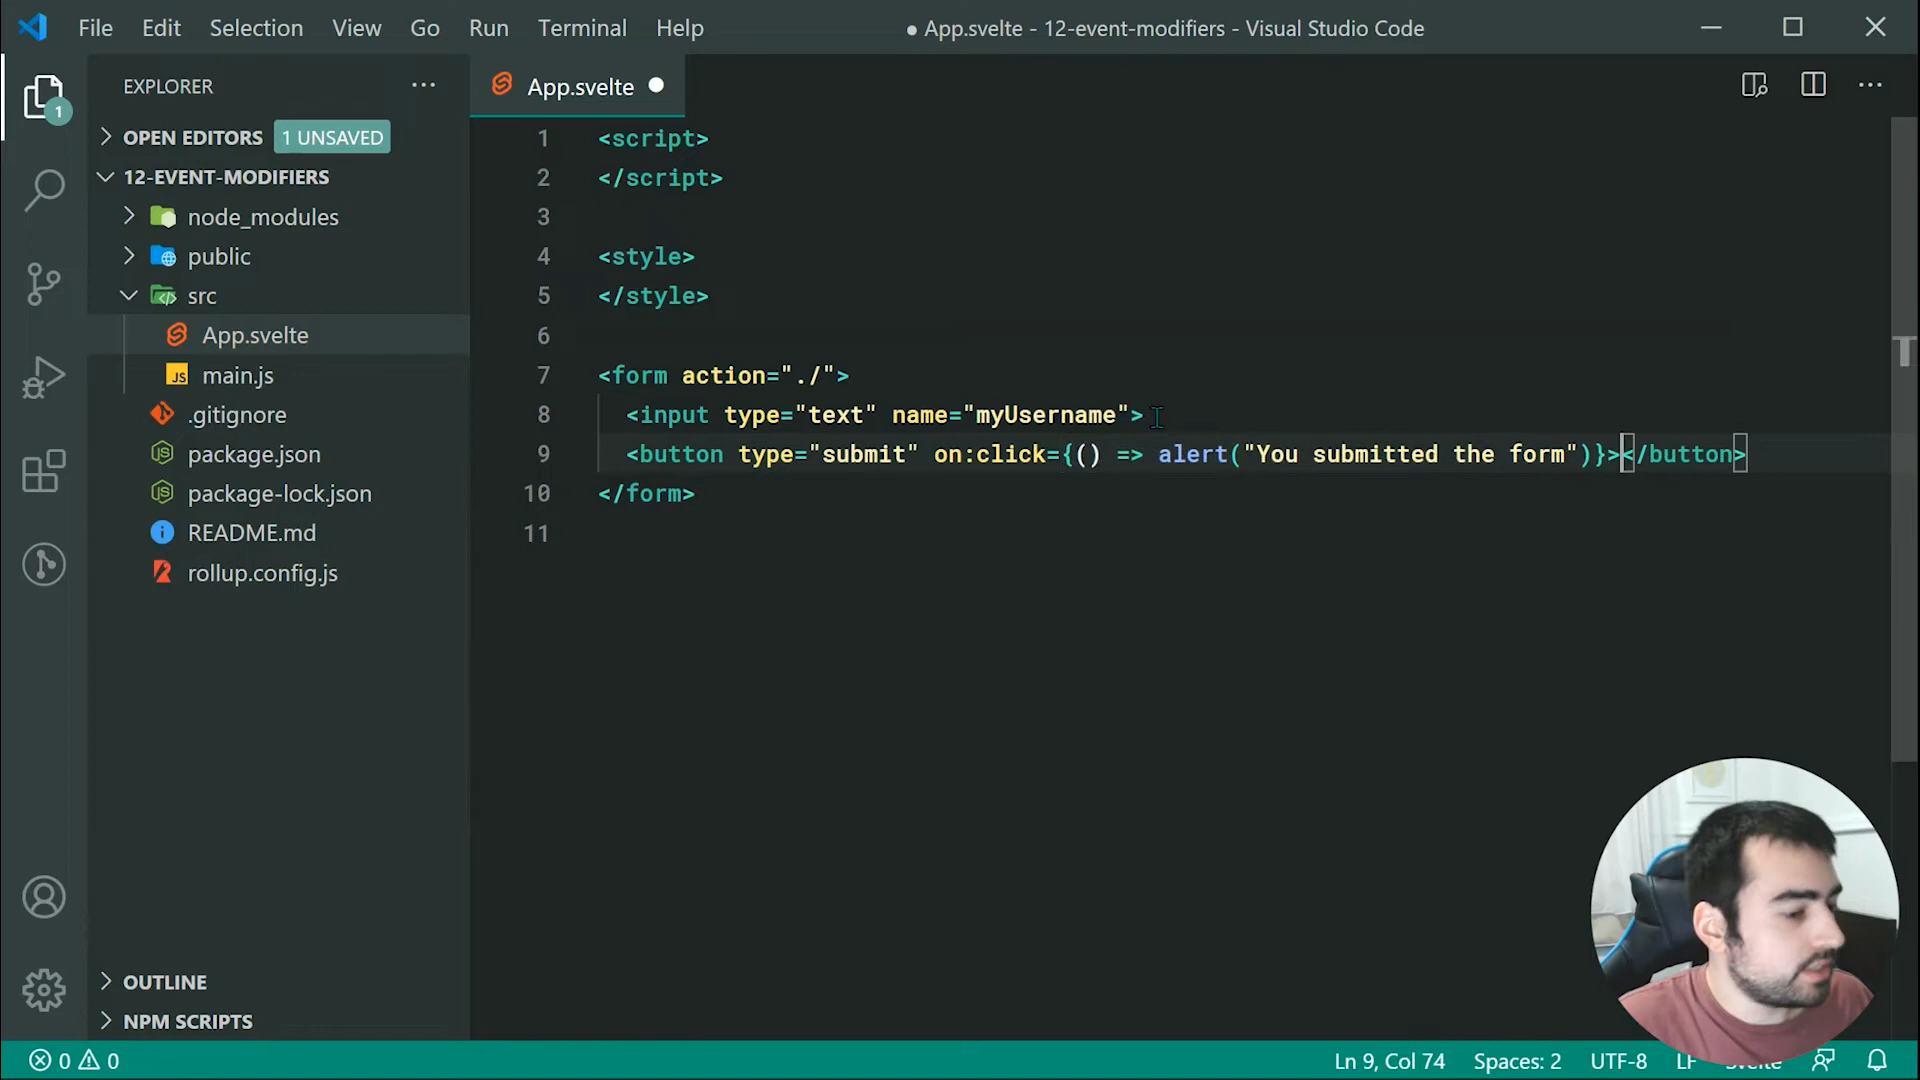 File Edit Selection View Go Run Terminal Help
● App.svelte - 12-event-modifiers - Visual Studio Code
EXPLORER
OPEN EDITORS 1 UNSAVED
12-EVENT-MODIFIERS
node_modules
public
src
App.svelte
JS main.js
.gitignore
package.json
package-lock.json
README.md
rollup.config.js
OUTLINE
NPM SCRIPTS
1
App.svelte
1 <script>
2 </script>
3
4 <style>
5 </style>
6
7 <form action="./">
8 <input type="text" name="myUsername">
9 <button type="submit" on:click={() => alert("You submitted the form")}></button>
10 </form>
11
0 0
Ln 9, Col 74 Spaces: 2 UTF-8 LF Svelte